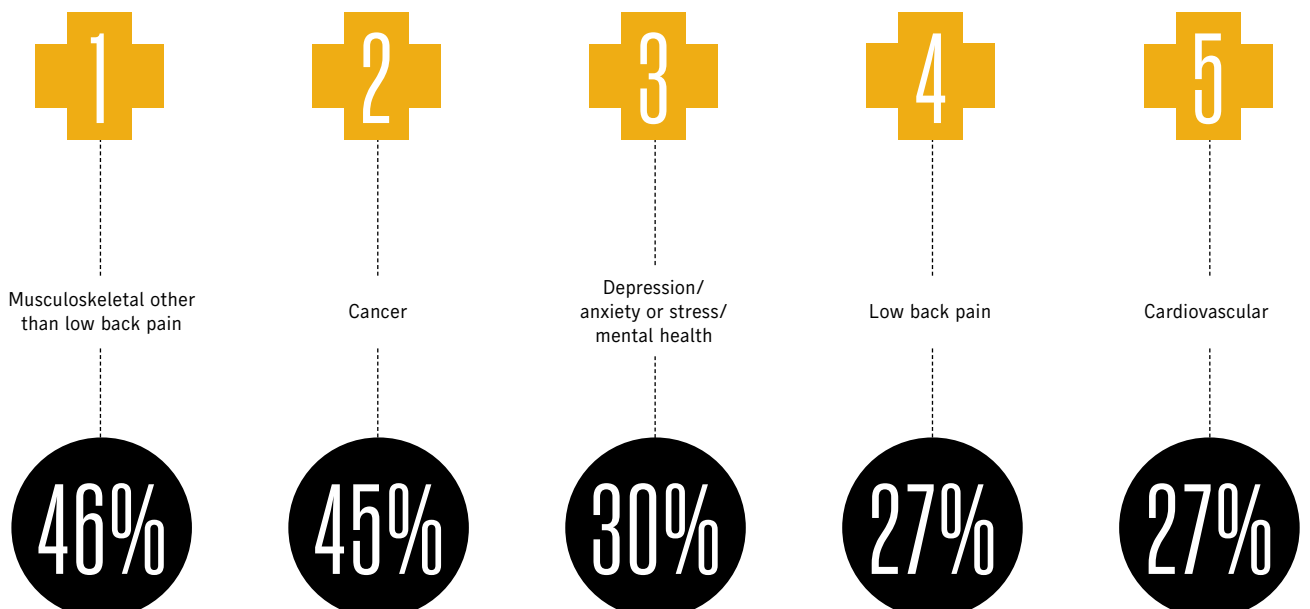 1
2
3
4
5
Musculoskeletal other
than low back pain
Cancer
Depression/
anxiety or stress/
mental health
Low back pain
Cardiovascular
46%
45%
30%
27%
27%